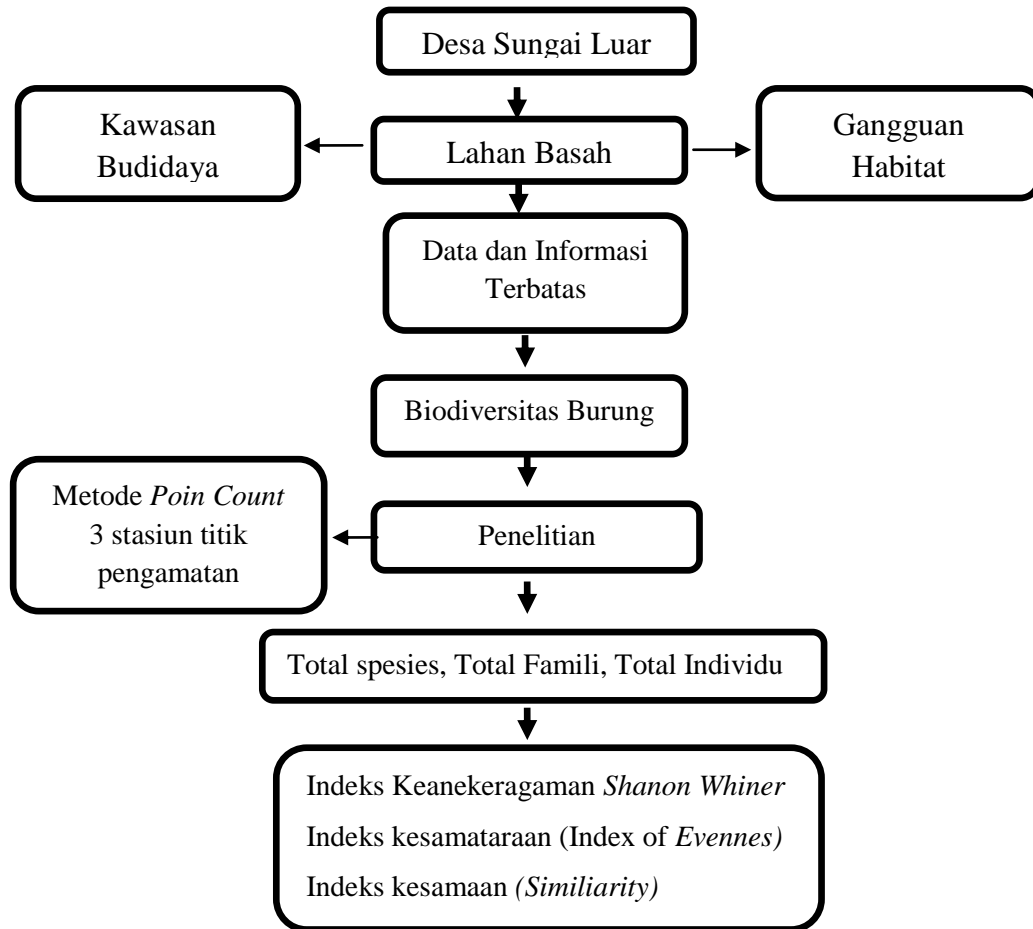 Desa Sungai Luar
Kawasan
Budidaya
Lahan Basah
Gangguan
Habitat
Data dan Informasi
Terbatas
Biodiversitas Burung
Metode Poin Count
3 stasiun titik
pengamatan
Penelitian
Total spesies, Total Famili, Total Individu
Indeks Keanekeragaman Shanon Whiner
Indeks kesamataraan (Index of Evennes)
Indeks kesamaan (Similiarity)